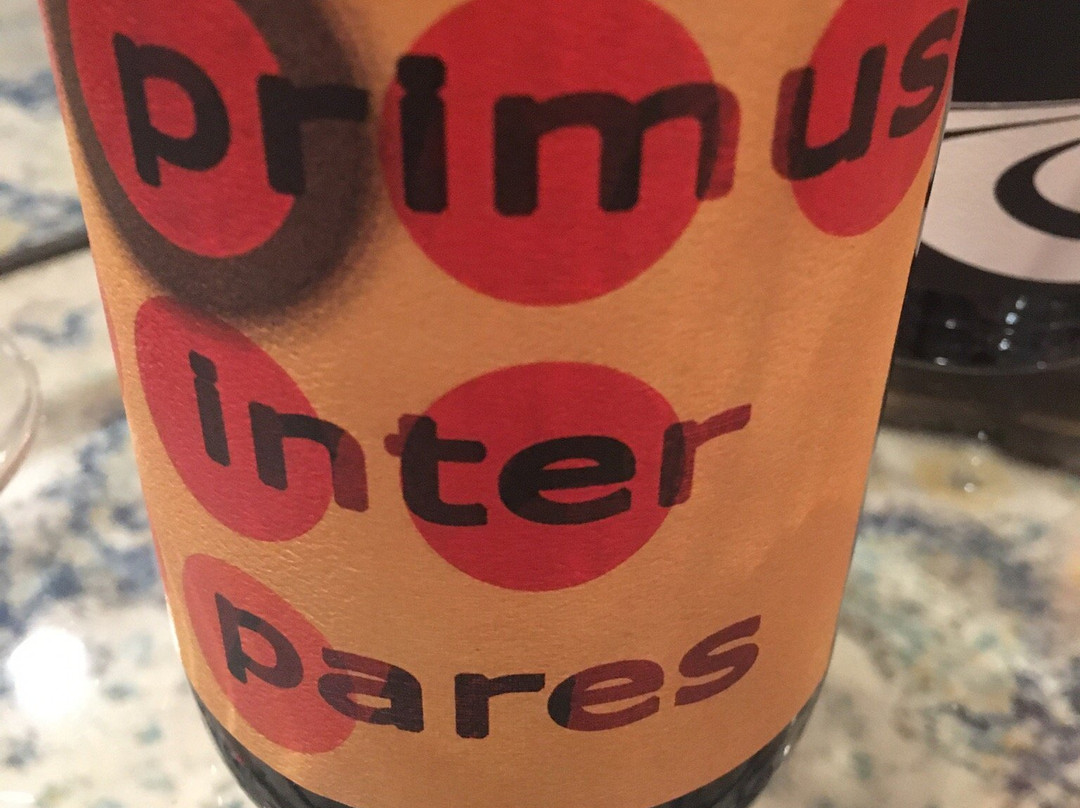 primus
inter
pares